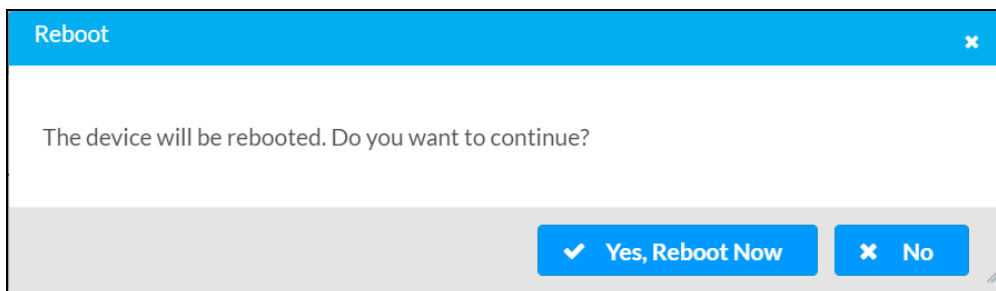 Reboot
The device will be rebooted. Do you want to continue?
Yes, Reboot Now
No